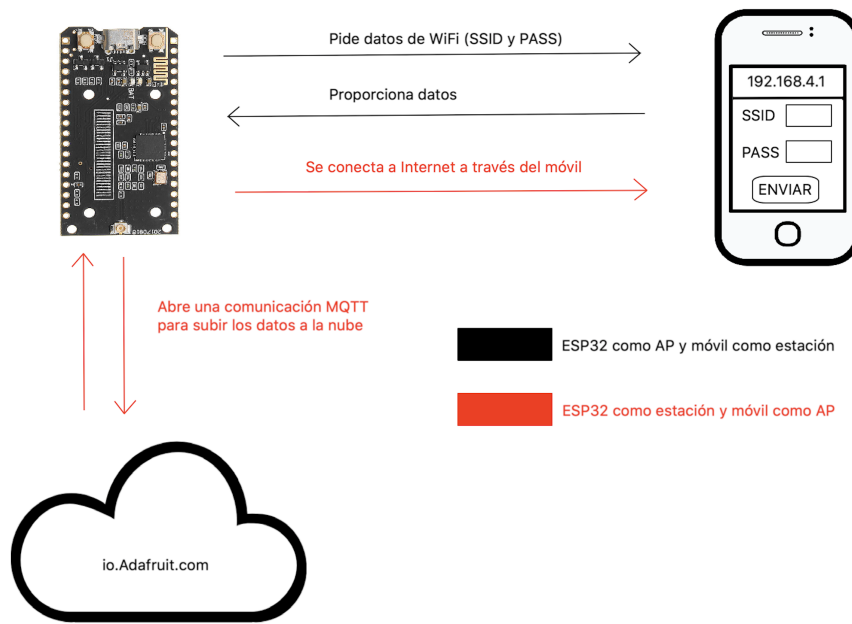 Pide datos de WiFi (SSID y PASS)
Proporciona datos
Se conecta a Internet a través del móvil
192.168.4.1
SSID
PASS
ENVIAR
BAT
Abre una comunicación MQTT
para subir los datos a la nube
ESP32 como AP y móvil como estación
ESP32 como estación y móvil como AP
io.Adafruit.com